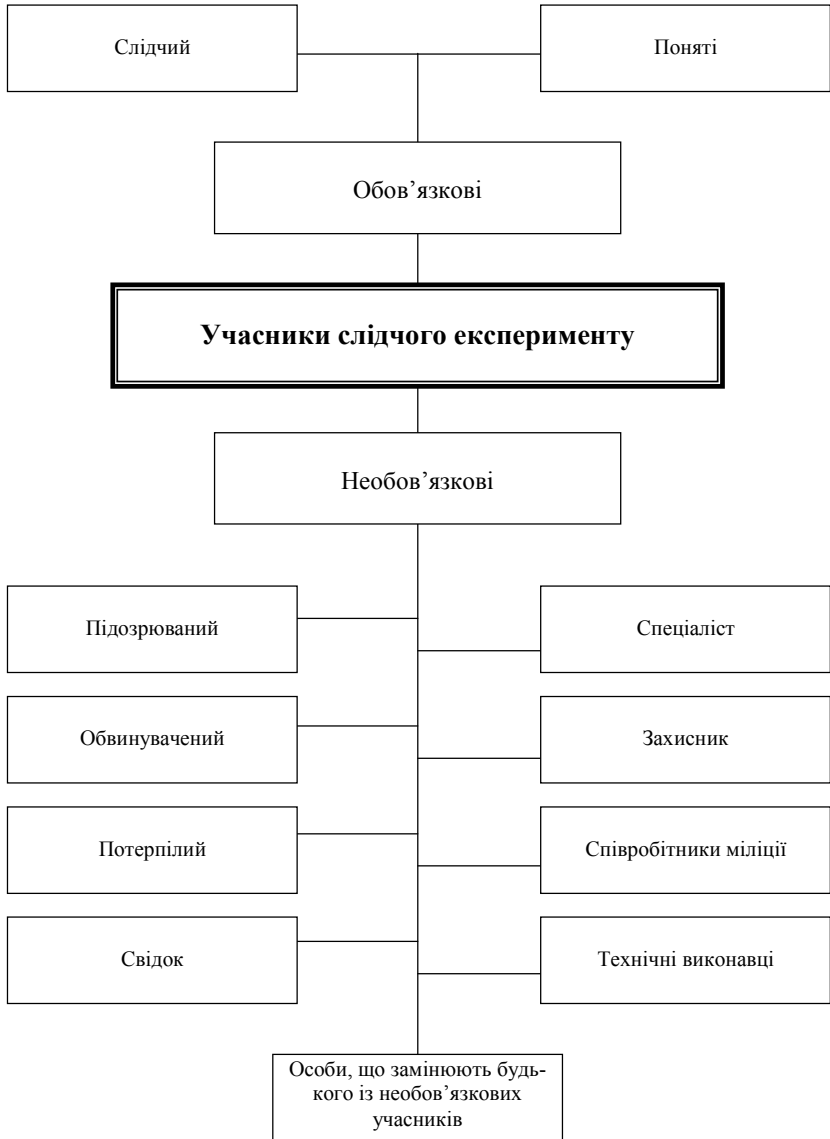 Слідчий
Поняті
Обов’язкові
Учасники слідчого експерименту
Необов’язкові
Підозрюваний
Спеціаліст
Обвинувачений
Захисник
Потерпілий
Співробітники міліції
Свідок
Технічні виконавці
Особи, що замінюють будь-
кого із необов’язкових
учасників